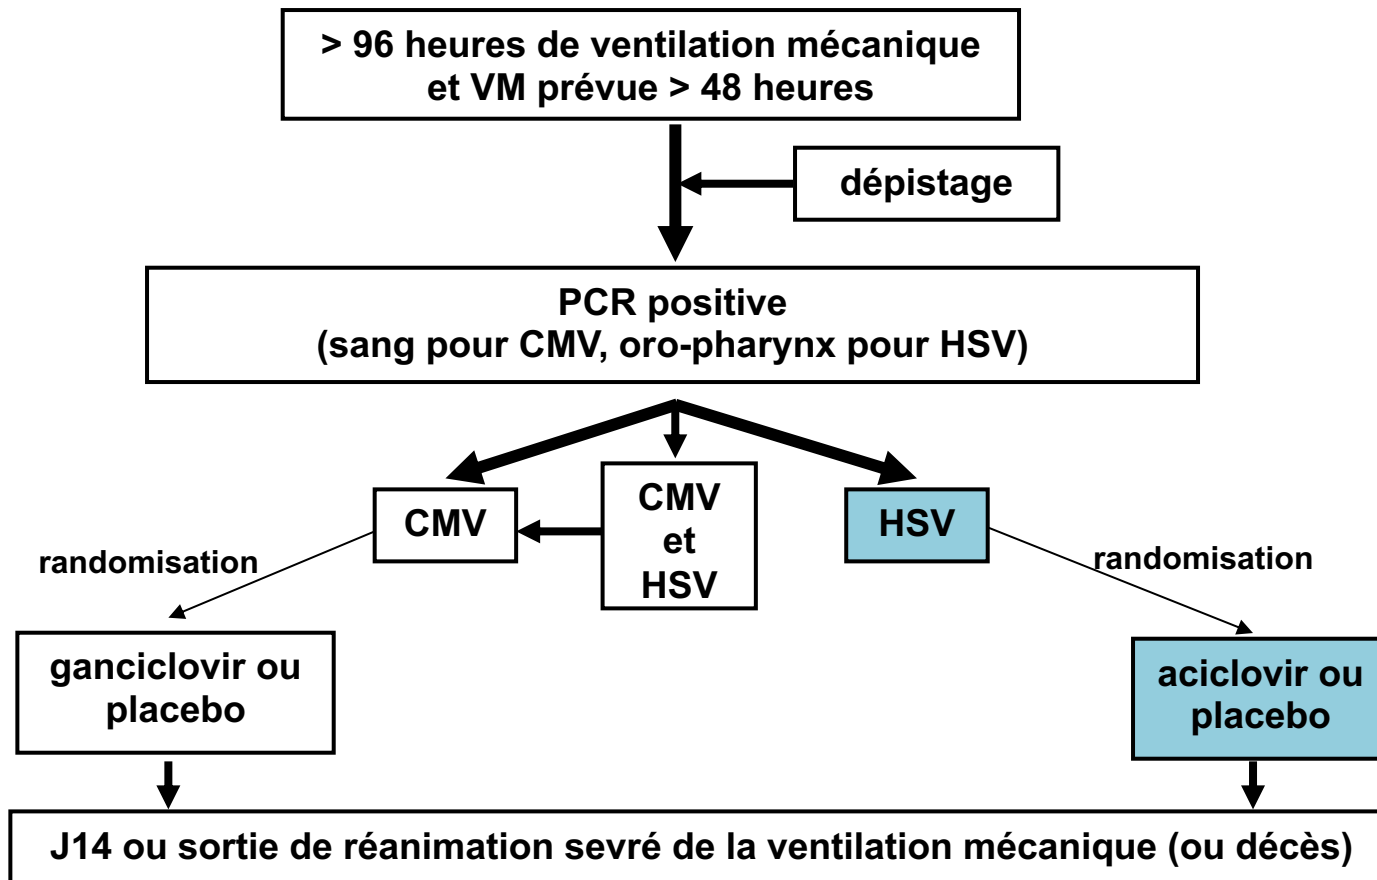 > 96 heures de ventilation mécanique
et VM prévue > 48 heures
dépistage
PCR positive
(sang pour CMV, oro-pharynx pour HSV)
CMV
CMV
et
HSV
HSV
randomisation
randomisation
ganciclovir ou
placebo
aciclovir ou
placebo
J14 ou sortie de réanimation sevré de la ventilation mécanique (ou décès)